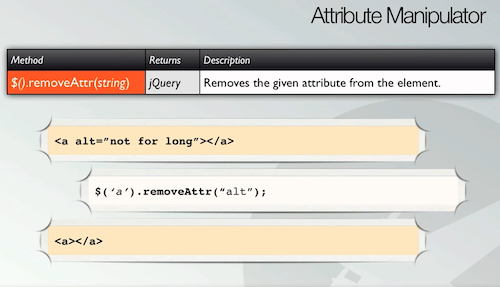 Attribute Manipulator
Method Returns Description
$().removeAttr(string) jQuery Removes the given attribute from the element.
<a alt=”not for long”></a>
$(‘a’).removeAttr(“alt”);
<a></a>